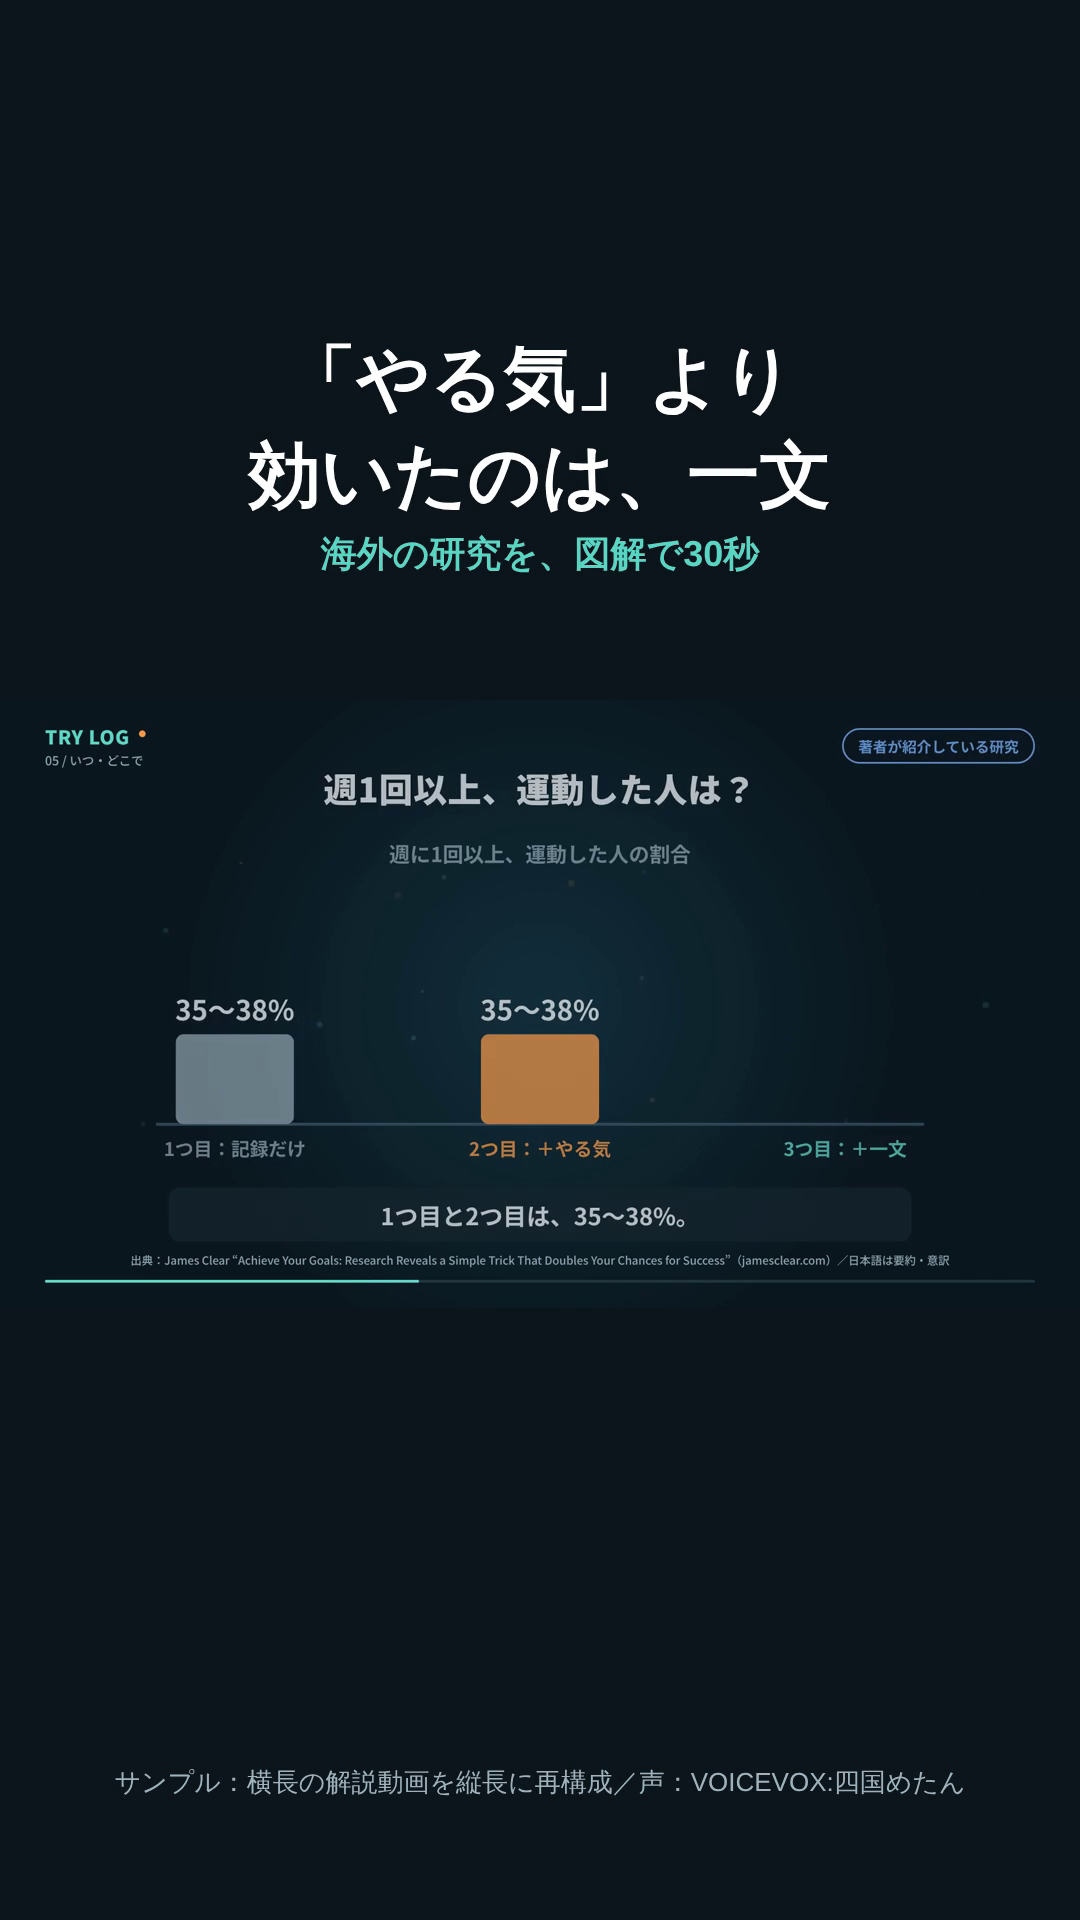 「やる気」より
効いたのは、一文
海外の研究を、図解で30秒
TRY LOG
05 / いつ・どこで
著者が紹介している研究
週1回以上、運動した人は？
週に1回以上、運動した人の割合
35〜38%
35〜38%
1つ目：記録だけ
2つ目：＋やる気
3つ目：＋一文
1つ目と2つ目は、35〜38%。
出典：James Clear “Achieve Your Goals: Research Reveals a Simple Trick That Doubles Your Chances for Success”（jamesclear.com）／日本語は要約・意訳
サンプル：横長の解説動画を縦長に再構成／声：VOICEVOX:四国めたん